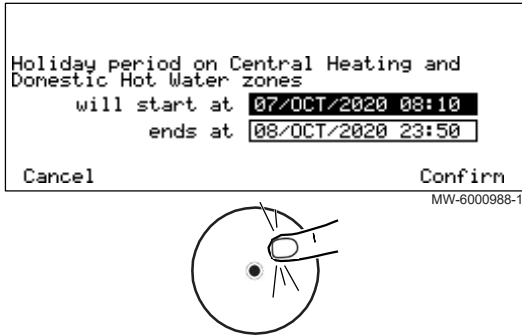 Holiday period on Central Heating and
Domestic Hot Water zones
will start at 07/OCT/2020 08:10
ends at 08/OCT/2020 23:50
Cancel Confirm
MW-6000988-1